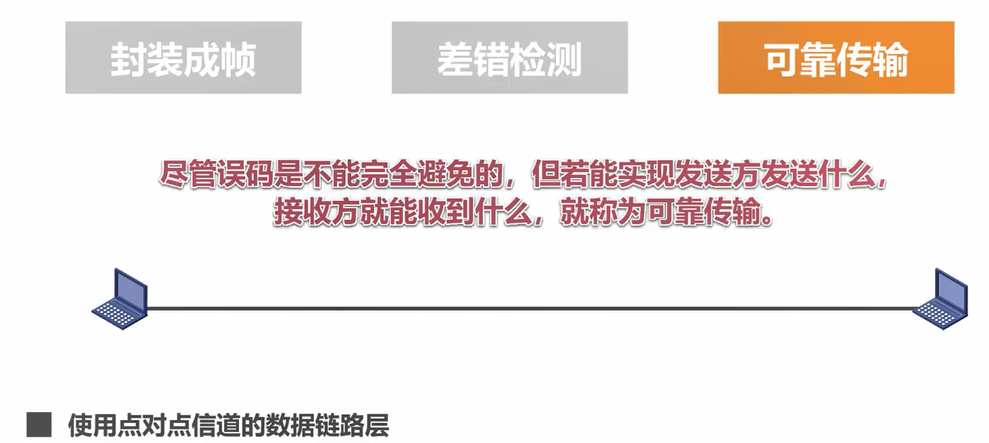 封装成帧
差错检测
可靠传输
尽管误码是不能完全避免的，但若能实现发送方发送什么，
接收方就能收到什么，就称为可靠传输。
使用点对点信道的数据链路层